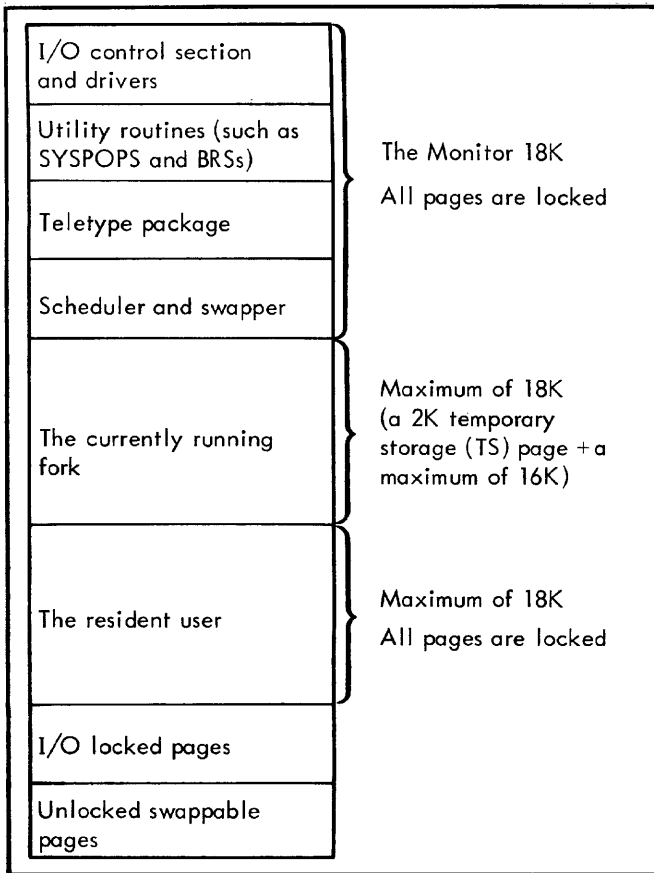 I/O control section
and drivers
Utility routines (such as
SYSPOPS and BRSs)
Teletype package
Scheduler and swapper
The Monitor 18K
All pages are locked
The currently running
fork
Maximum of 18K
(a 2K temporary
storage (TS) page + a
maximum of 16K)
The resident user
Maximum of 18K
All pages are locked
I/O locked pages
Unlocked swappable
pages